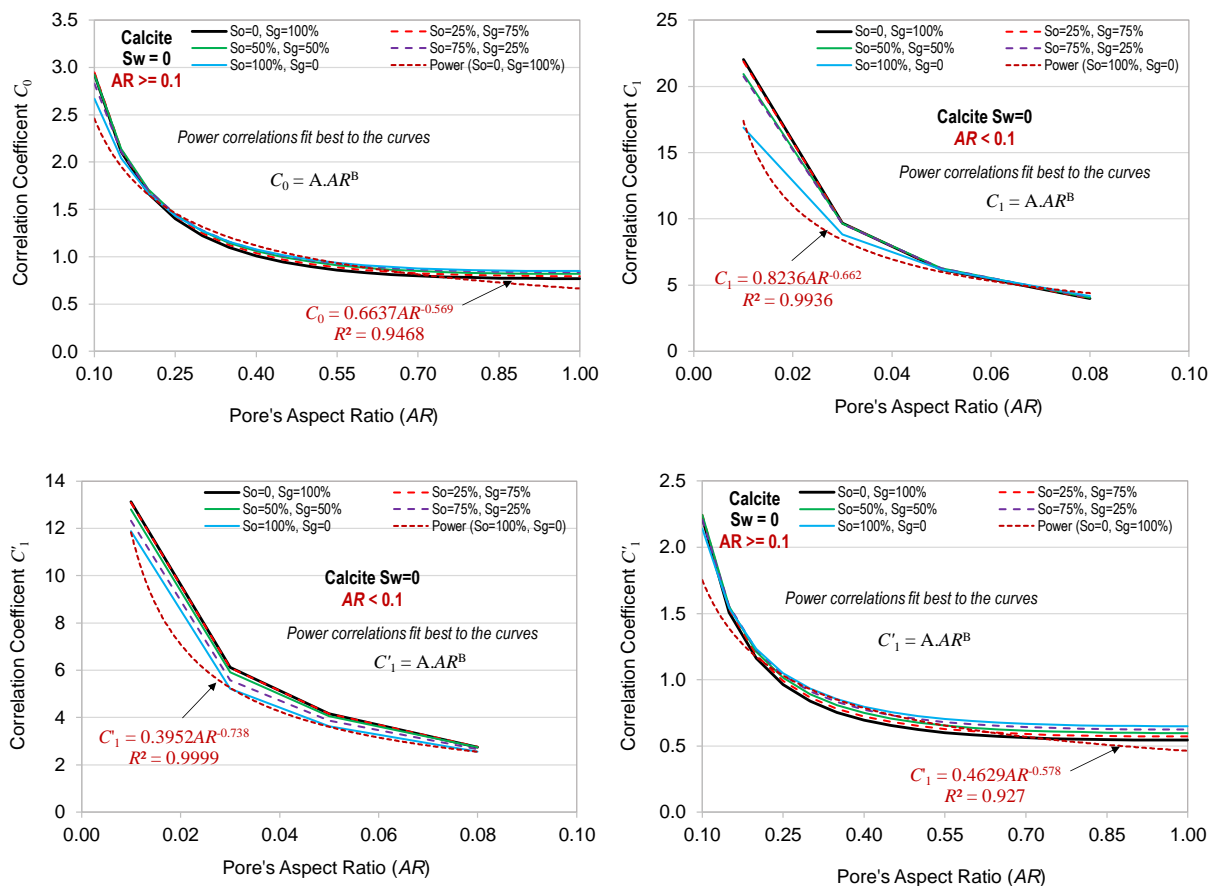 3.5
3.0
2.5
2.0
1.5
1.0
0.5
0.0
Correlation Coefficent C0
Calcite
Sw = 0
AR >= 0.1
So=0, Sg=100%
So=25%, Sg=75%
So=50%, Sg=50%
So=75%, Sg=25%
So=100%, Sg=0
Power (So=0, Sg=100%)
Power correlations fit best to the curves
C0 = A.AR^B
C0 = 0.6637AR^-0.569
R² = 0.9468
0.10 0.25 0.40 0.55 0.70 0.85 1.00
Pore's Aspect Ratio (AR)
25
20
15
10
5
0
Correlation Coefficent C1
So=0, Sg=100%
So=25%, Sg=75%
So=50%, Sg=50%
So=75%, Sg=25%
So=100%, Sg=0
Power (So=100%, Sg=0)
Calcite Sw=0
AR < 0.1
Power correlations fit best to the curves
C1 = A.AR^B
C1 = 0.8236AR^-0.662
R² = 0.9936
0.00 0.02 0.04 0.06 0.08 0.10
Pore's Aspect Ratio (AR)
14
12
10
8
6
4
2
0
Correlation Coefficent C'1
So=0, Sg=100%
So=25%, Sg=75%
So=50%, Sg=50%
So=75%, Sg=25%
So=100%, Sg=0
Power (So=100%, Sg=0)
Calcite Sw=0
AR < 0.1
Power correlations fit best to the curves
C'1 = A.AR^B
C'1 = 0.3952AR^-0.738
R² = 0.9999
0.00 0.02 0.04 0.06 0.08 0.10
Pore's Aspect Ratio (AR)
2.5
2.0
1.5
1.0
0.5
0.0
Correlation Coefficent C'1
Calcite
Sw = 0
AR >= 0.1
So=0, Sg=100%
So=25%, Sg=75%
So=50%, Sg=50%
So=75%, Sg=25%
So=100%, Sg=0
Power (So=0, Sg=100%)
Power correlations fit best to the curves
C'1 = A.AR^B
C'1 = 0.4629AR^-0.578
R² = 0.927
0.10 0.25 0.40 0.55 0.70 0.85 1.00
Pore's Aspect Ratio (AR)